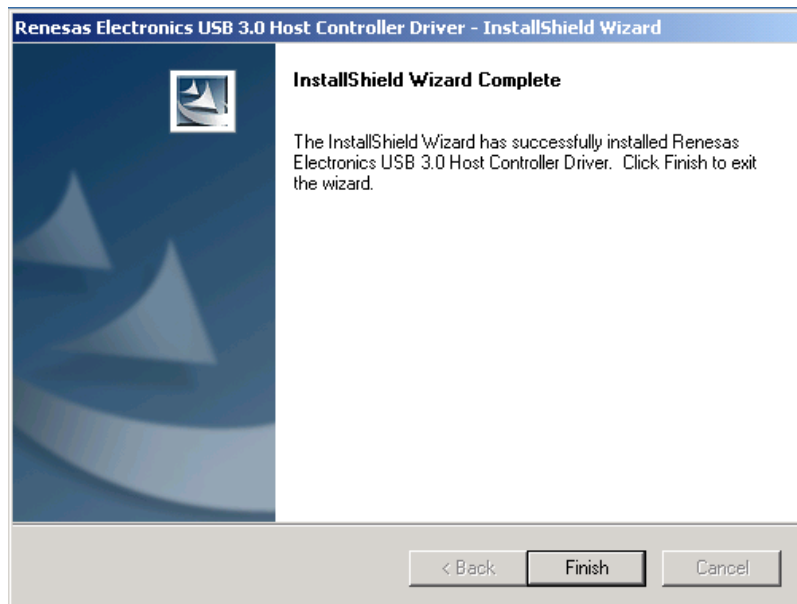 Renesas Electronics USB 3.0 Host Controller Driver - InstallShield Wizard
InstallShield Wizard Complete
The InstallShield Wizard has successfully installed Renesas
Electronics USB 3.0 Host Controller Driver.  Click Finish to exit
the wizard.
< Back
Finish
Cancel